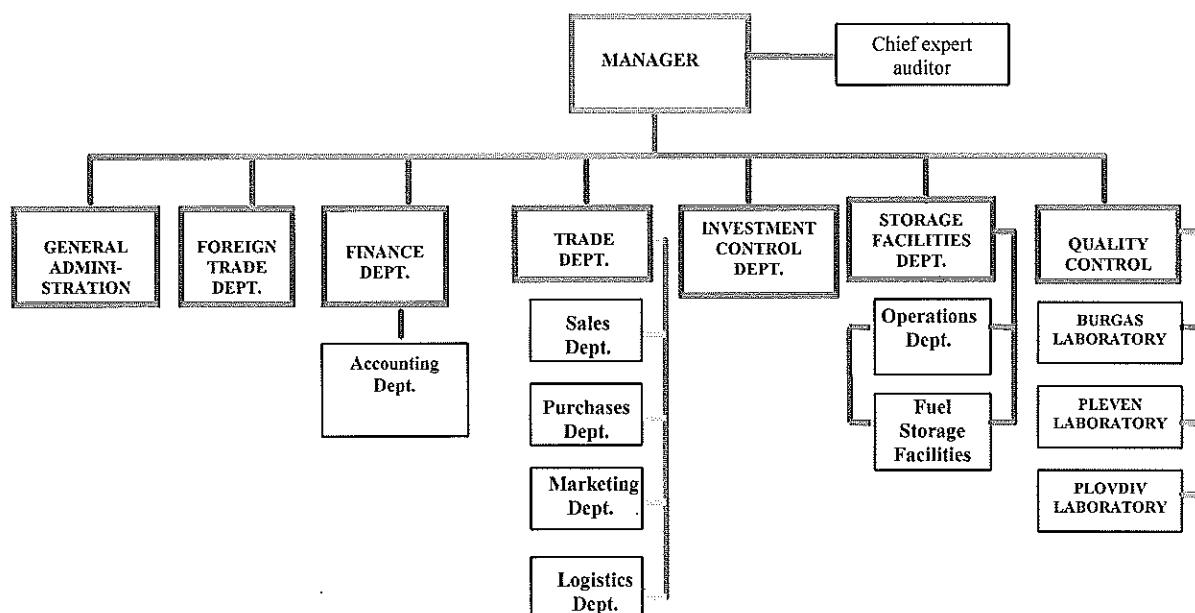 MANAGER
Chief expert
auditor
GENERAL
ADMINI-
STRATION
FOREIGN
TRADE
DEPT.
FINANCE
DEPT.
TRADE
DEPT.
INVESTMENT
CONTROL
DEPT.
STORAGE
FACILITIES
DEPT.
QUALITY
CONTROL
Accounting
Dept.
Sales
Dept.
Purchases
Dept.
Marketing
Dept.
Logistics
Dept.
Operations
Dept.
Fuel
Storage
Facilities
BURGAS
LABORATORY
PLEVEN
LABORATORY
PLOVDIV
LABORATORY